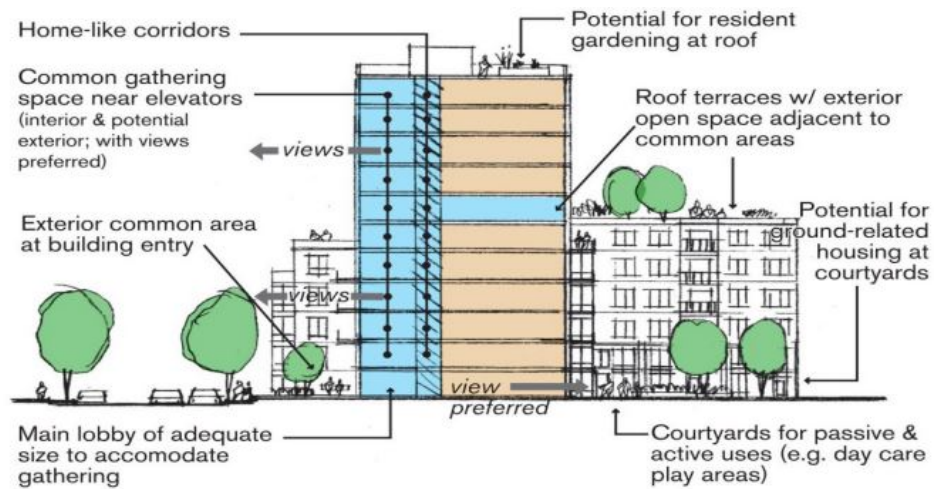 Home-like corridors
Potential for resident
gardening at roof
Common gathering
space near elevators
(interior & potential
exterior; with views
preferred)
views
Roof terraces w/ exterior
open space adjacent to
common areas
Exterior common area
at building entry
views
Potential for
ground-related
housing at
courtyards
view
preferred
Main lobby of adequate
size to accomodate
gathering
Courtyards for passive &
active uses (e.g. day care
play areas)